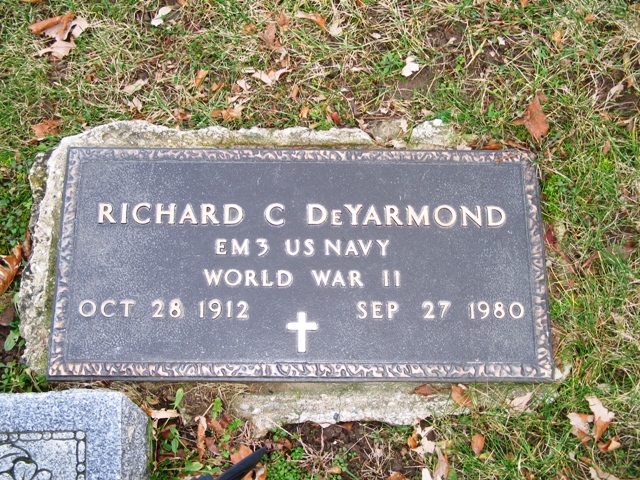 RICHARD C DEYARMOND
EM3 US NAVY
WORLD WAR II
OCT 28 1912 SEP 27 1980